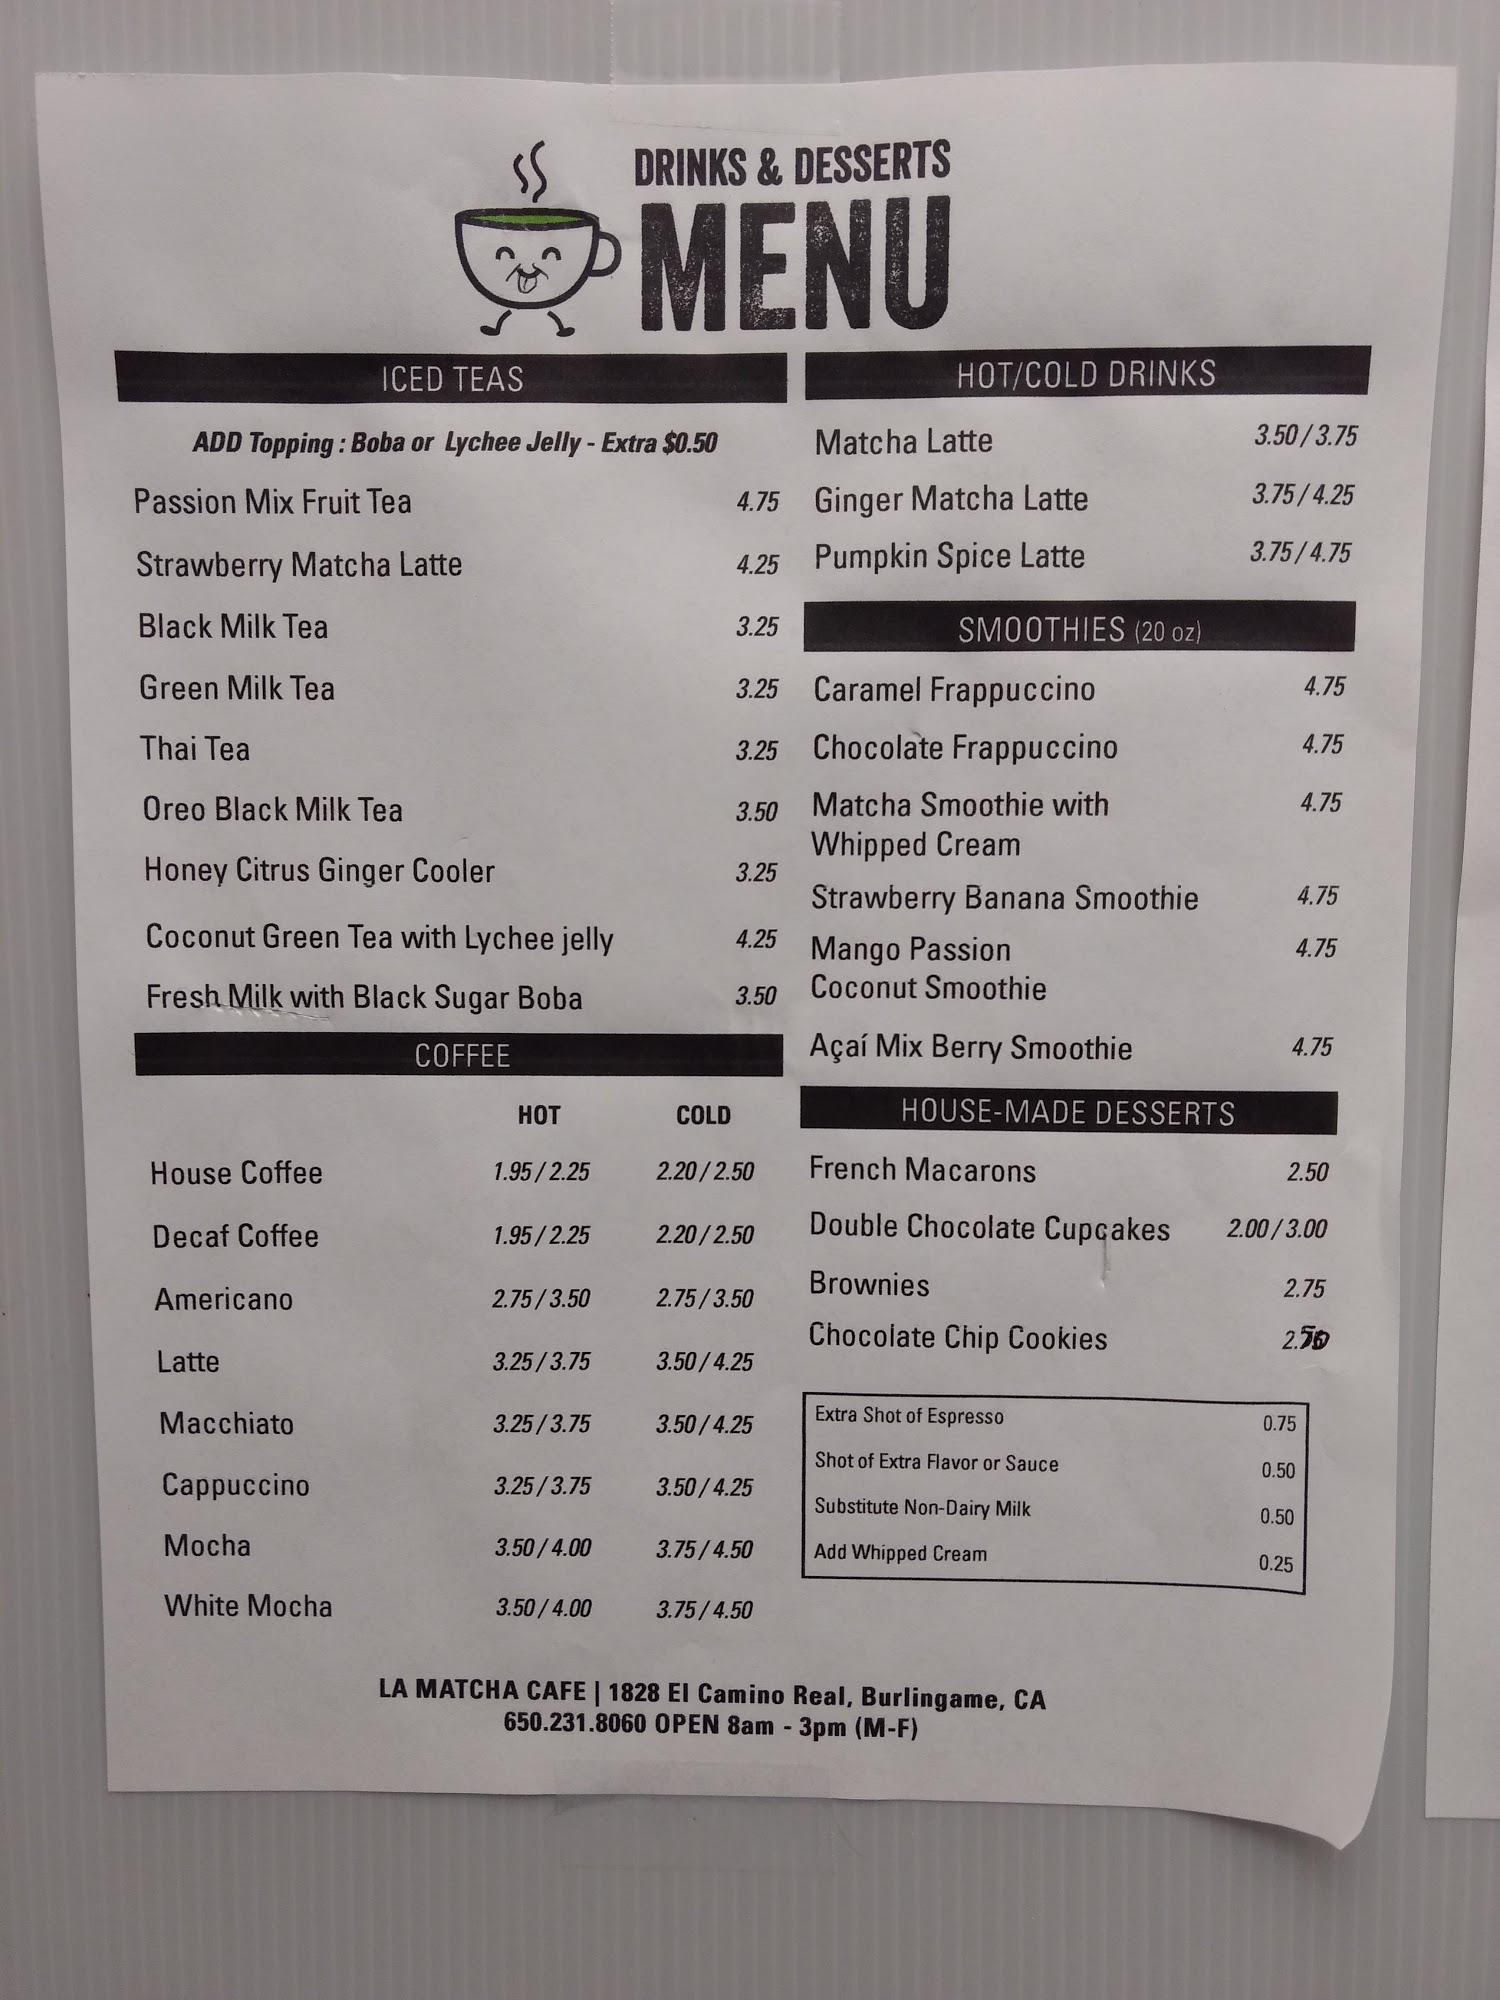 DRINKS & DESSERTS
MENU
ICED TEAS
ADD Topping : Boba or Lychee Jelly - Extra $0.50
Passion Mix Fruit Tea 4.75
Strawberry Matcha Latte 4.25
Black Milk Tea 3.25
Green Milk Tea 3.25
Thai Tea 3.25
Oreo Black Milk Tea 3.50
Honey Citrus Ginger Cooler 3.25
Coconut Green Tea with Lychee jelly 4.25
Fresh Milk with Black Sugar Boba 3.50
COFFEE
HOT COLD
House Coffee 1.95 / 2.25 2.20 / 2.50
Decaf Coffee 1.95 / 2.25 2.20 / 2.50
Americano 2.75 / 3.50 2.75 / 3.50
Latte 3.25 / 3.75 3.50 / 4.25
Macchiato 3.25 / 3.75 3.50 / 4.25
Cappuccino 3.25 / 3.75 3.50 / 4.25
Mocha 3.50 / 4.00 3.75 / 4.50
White Mocha 3.50 / 4.00 3.75 / 4.50
HOT/COLD DRINKS
Matcha Latte 3.50 / 3.75
Ginger Matcha Latte 3.75 / 4.25
Pumpkin Spice Latte 3.75 / 4.75
SMOOTHIES (20 oz)
Caramel Frappuccino 4.75
Chocolate Frappuccino 4.75
Matcha Smoothie with 4.75
Whipped Cream
Strawberry Banana Smoothie 4.75
Mango Passion 4.75
Coconut Smoothie
Açaí Mix Berry Smoothie 4.75
HOUSE-MADE DESSERTS
French Macarons 2.50
Double Chocolate Cupcakes 2.00 / 3.00
Brownies 2.75
Chocolate Chip Cookies
Extra Shot of Espresso 0.75
Shot of Extra Flavor or Sauce 0.50
Substitute Non-Dairy Milk 0.50
Add Whipped Cream 0.25
LA MATCHA CAFE | 1828 El Camino Real, Burlingame, CA
650.231.8060 OPEN 8am - 3pm (M-F)